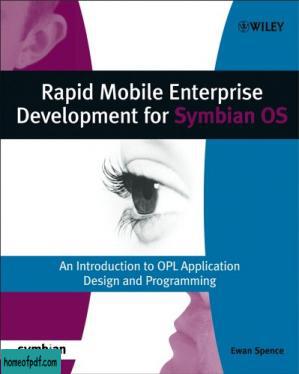 WILEY
Rapid Mobile Enterprise
Development for Symbian OS
An Introduction to OPL Application
Design and Programming
symbian
Ewan Spence
homeofpdf.com